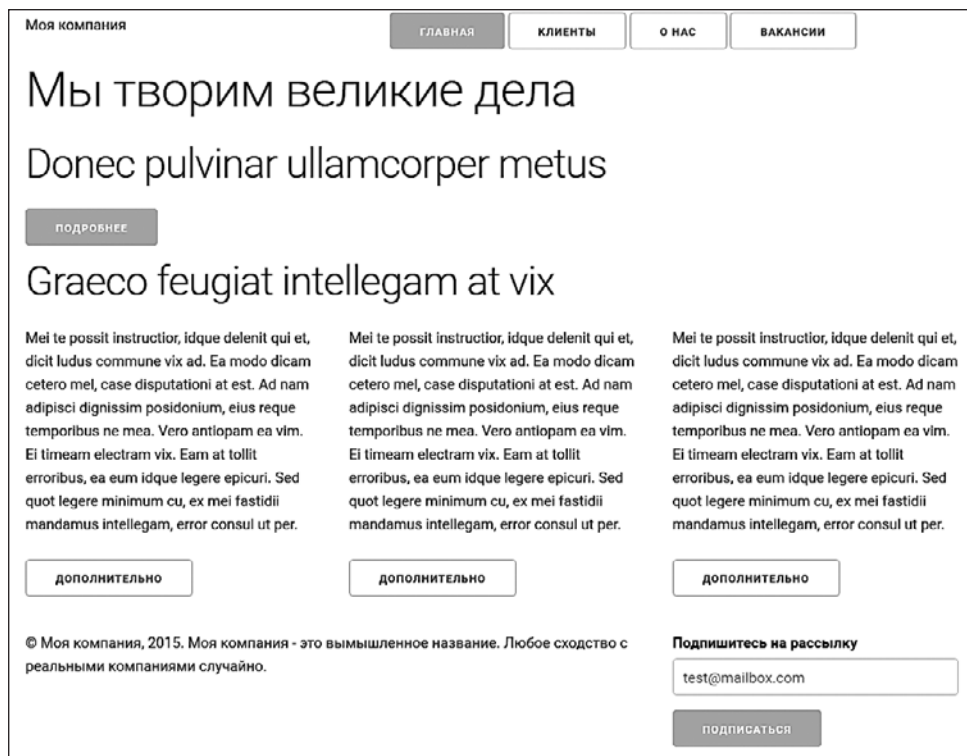 Моя компания
ГЛАВНАЯ
КЛИЕНТЫ
О НАС
ВАКАНСИИ
Мы творим великие дела
Donec pulvinar ullamcorper metus
ПОДРОБНЕЕ
Graeco feugiat intellegam at vix
Mei te possit instructior, idque delenit qui et,
dicit ludus commune vix ad. Ea modo dicam
cetero mel, case disputationi at est. Ad nam
adipisci dignissim posidonium, eius reque
temporibus ne mea. Vero antiopam ea vim.
Ei timeam electram vix. Eam at tollit
erroribus, ea eum idque legere epicuri. Sed
quot legere minimum cu, ex mei fastidii
mandamus intellegam, error consul ut per.
ДОПОЛНИТЕЛЬНО
Mei te possit instructior, idque delenit qui et,
dicit ludus commune vix ad. Ea modo dicam
cetero mel, case disputationi at est. Ad nam
adipisci dignissim posidonium, eius reque
temporibus ne mea. Vero antiopam ea vim.
Ei timeam electram vix. Eam at tollit
erroribus, ea eum idque legere epicuri. Sed
quot legere minimum cu, ex mei fastidii
mandamus intellegam, error consul ut per.
ДОПОЛНИТЕЛЬНО
Mei te possit instructior, idque delenit qui et,
dicit ludus commune vix ad. Ea modo dicam
cetero mel, case disputationi at est. Ad nam
adipisci dignissim posidonium, eius reque
temporibus ne mea. Vero antiopam ea vim.
Ei timeam electram vix. Eam at tollit
erroribus, ea eum idque legere epicuri. Sed
quot legere minimum cu, ex mei fastidii
mandamus intellegam, error consul ut per.
ДОПОЛНИТЕЛЬНО
© Моя компания, 2015. Моя компания - это вымышленное название. Любое сходство с
реальными компаниями случайно.
Подпишитесь на рассылку
test@mailbox.com
ПОДПИСАТЬСЯ